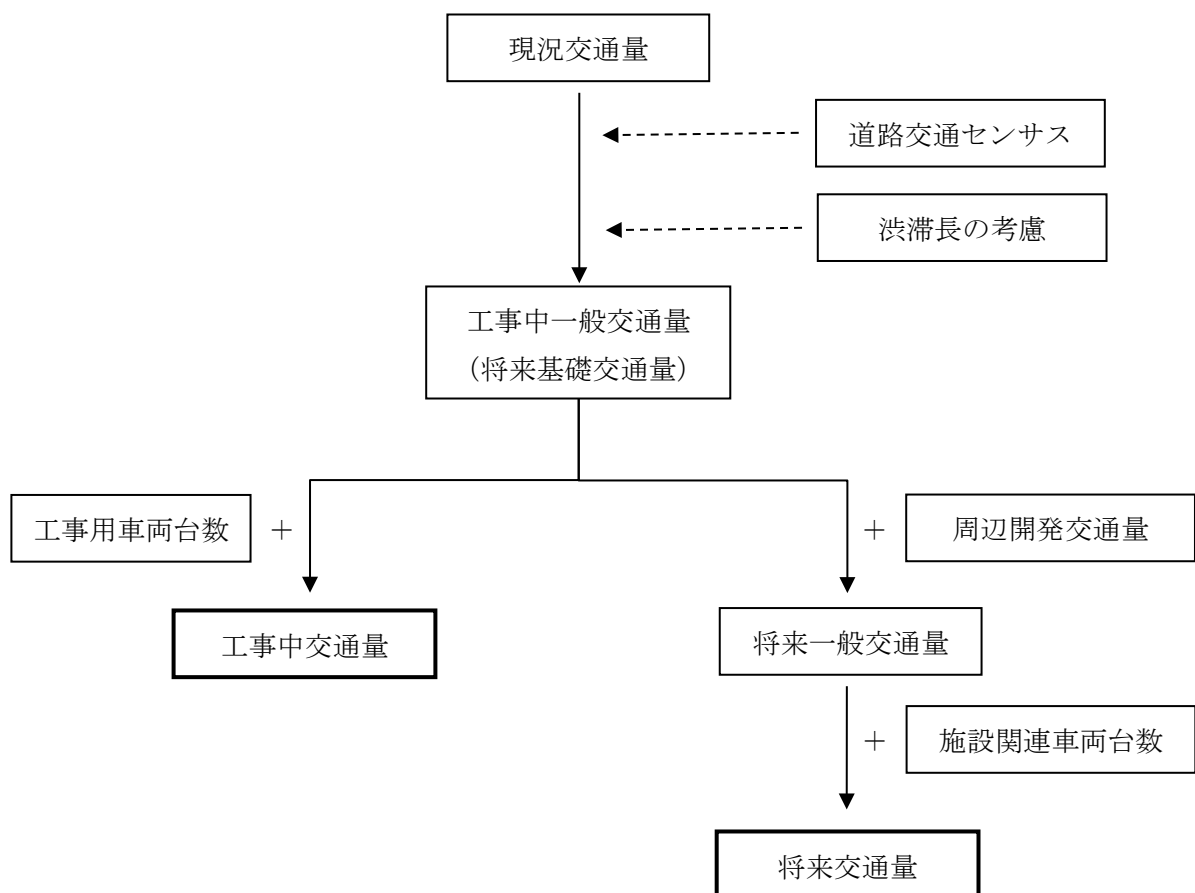 現況交通量
道路交通センサス
渋滞長の考慮
工事中一般交通量
（将来基礎交通量）
工事用車両台数
＋
＋
周辺開発交通量
工事中交通量
将来一般交通量
＋
施設関連車両台数
将来交通量